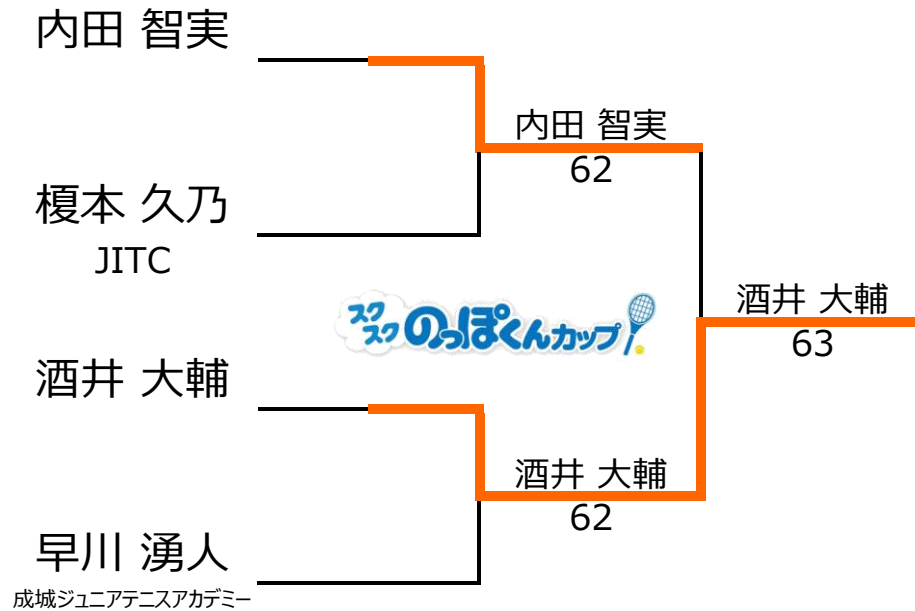 内田 智実
内田 智実
62
榎本 久乃
JITC
スクスク のっぽくんカップ
酒井 大輔
63
酒井 大輔
酒井 大輔
62
早川 湧人
成城ジュニアテニスアカデミー